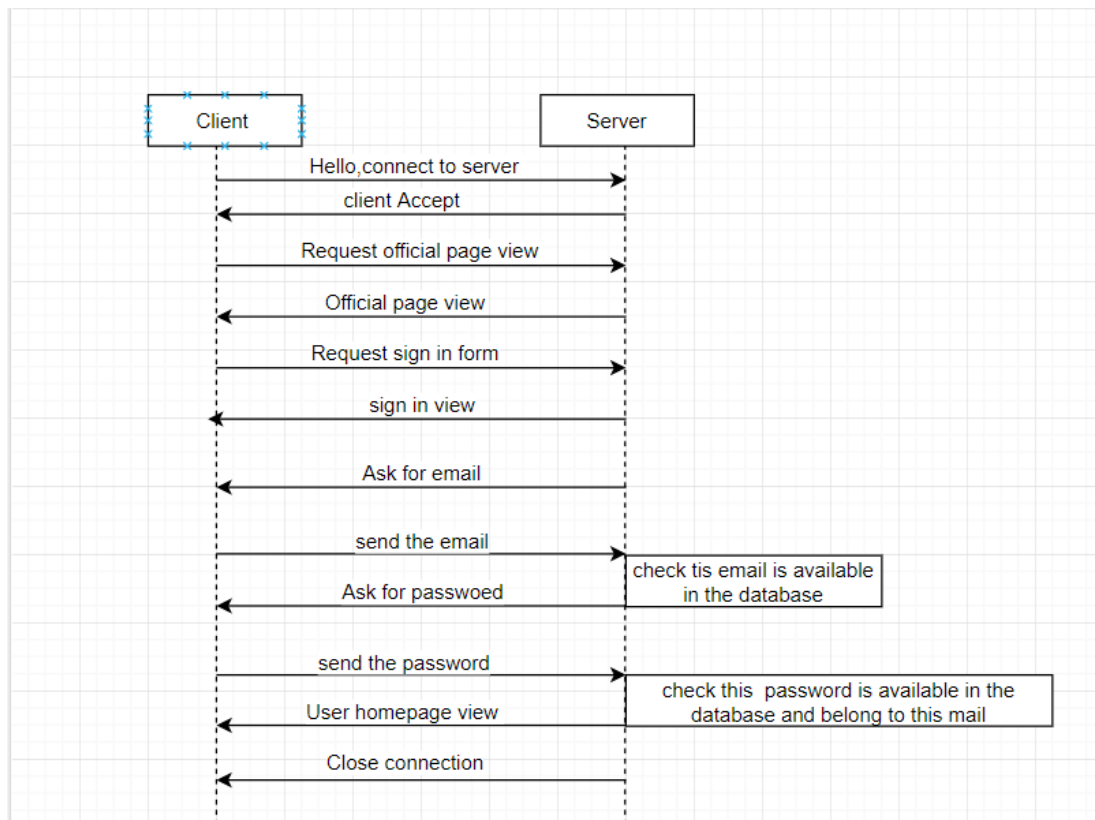 Client
Server
Hello,connect to server
client Accept
Request official page view
Official page view
Request sign in form
sign in view
Ask for email
send the email
check tis email is available
in the database
Ask for passwoed
send the password
check this  password is available in the
database and belong to this mail
User homepage view
Close connection